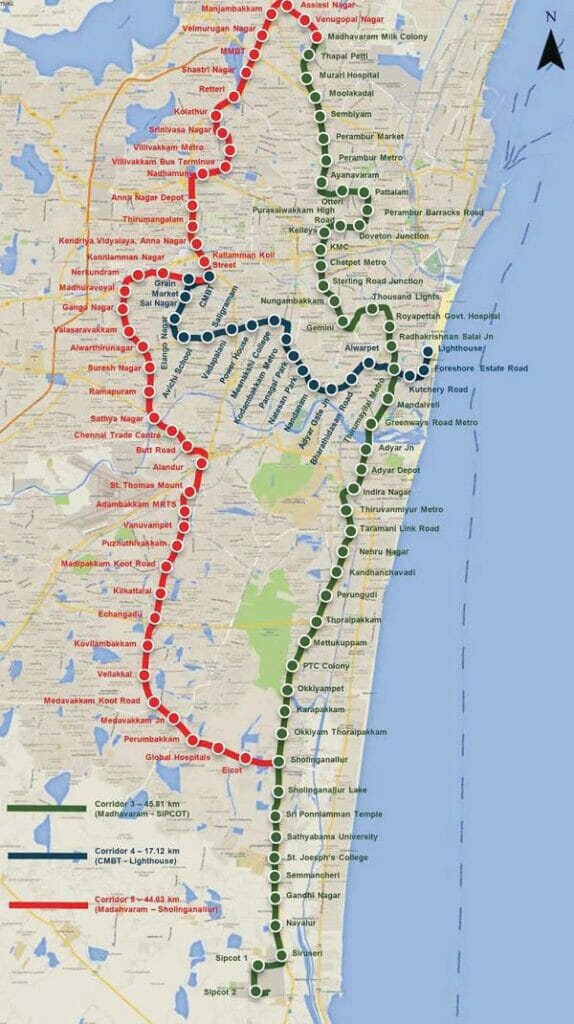 Assissi Nagar
Manjambakkam
Venugopal Nagar
Velmurugan Nagar
Madhavaram Milk Colony
MMBT
Thapal Petti
Shastri Nagar
Murari Hospital
Retteri
Moolakadai
Kolathur
Sembiyam
Srinivasa Nagar
Perambur Market
Villivakkam Metro
Perambur Metro
Villivakkam Bus Terminus
Nadhamuni
Ayanavaram
Pattalam
Anna Nagar Depot
Otteri
Purasaiwakkam High
Road
Perambur Barracks Road
Thirumangalam
Kelleys
Doveton Junction
Kendriya Vidyalaya, Anna Nagar
KMC
Kanniamman Nagar
Kaliamman Koil
Street
Chetpet Metro
Nerkundram
Grain
Market
CMBT
Sterling Road Junction
Maduravoyal
Sai Nagar
Saligramam
Nungambakkam
Thousand Lights
Ganga Nagar
Royapettah Govt. Hospital
Gemini
Valasaravakkam
Elango Nagar
Radhakrishnan Salai Jn
Alwarthirunagar
Avichi School
Vadapalani
Power House
Meenakshi College
Kodambakkam Metro
Panagal Park
Natesan Park
Nandanam
Adyar Gate Jn
Bharathidasan Road
Alwarpet
Thirumayilai Metro
Lighthouse
Suresh Nagar
Foreshore Estate Road
Kutchery Road
Ramapuram
Mandaivell
Sathya Nagar
Greenways Road Metro
Chennai Trade Centre
Butt Road
Adyar Jn
Alandur
Adyar Depot
St. Thomas Mount
Indira Nagar
Adambakkam MRTS
Thiruvanmiyur Metro
Vanuvampet
Taramani Link Road
Puzhuthivakkam
Nehru Nagar
Madipakkam Koot Road
Kandhanchavadi
Kilkattalai
Perungudi
Echangadu
Thoraipakkam
Kovilambakkam
Mettukuppam
PTC Colony
Vellakkal
Okkiyampet
Medavakkam Koot Road
Karapakkam
Medavakkam Jn
Okkiyam Thoraipakkam
Perumbakkam
Global Hospitals
Sholinganallur
Elcot
Sholinganallur Lake
Corridor 3 – 45.81 km
(Madhavaram - SIPCOT)
Sri Ponniamman Temple
Sathyabama University
Corridor 4 – 17.12 km
(CMBT - Lighthouse)
St. Joesph's College
Semmancheri
Gandhi Nagar
Corridor 5 – 44.63 km
(Madahvaram – Sholinganallur)
Navalur
Siruseri
Sipcot 1
Sipcot 2
N